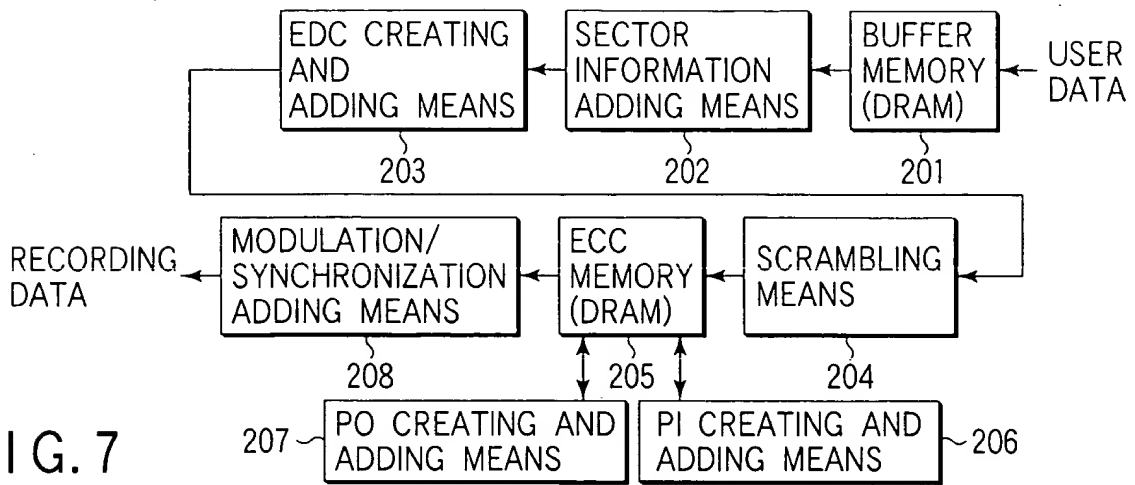 EDC CREATING
AND
ADDING MEANS
203
SECTOR
INFORMATION
ADDING MEANS
202
BUFFER
MEMORY
(DRAM)
201
USER
DATA
RECORDING
DATA
MODULATION/
SYNCHRONIZATION
ADDING MEANS
208
ECC
MEMORY
(DRAM)
205
SCRAMBLING
MEANS
204
207
PO CREATING AND
ADDING MEANS
PI CREATING AND
ADDING MEANS
206
IG. 7